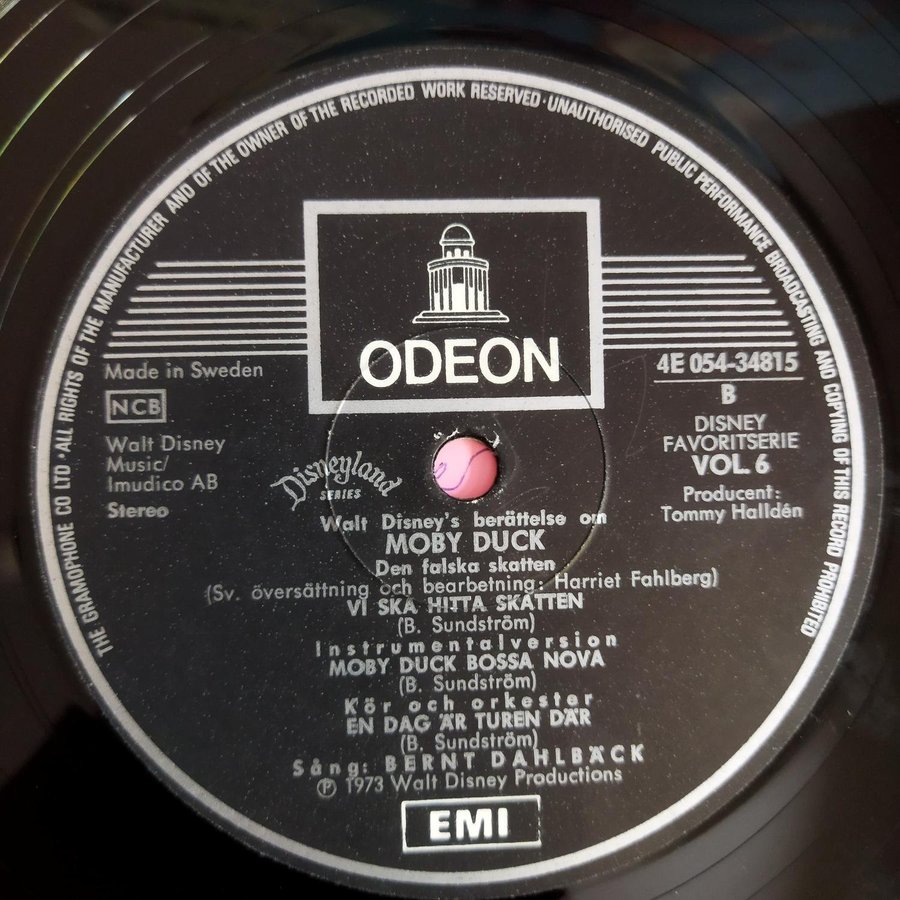 THE GRAMOPHONE CO LTD · ALL RIGHTS OF THE MANUFACTURER AND OF THE OWNER OF THE RECORDED WORK RESERVED · UNAUTHORISED PUBLIC PERFORMANCE BROADCASTING AND COPYING OF THIS RECORD PROHIBITED
ODEON
Made in Sweden
NCB
Walt Disney
Music/
Imudico AB
Stereo
4E 054-34815
B
DISNEY
FAVORITSERIE
VOL. 6
Producent:
Tommy Halldén
Disneyland
SERIES
Walt Disney's berättelse om
MOBY DUCK
Den falska skatten
(Sv. översättning och bearbetning: Harriet Fahlberg)
VI SKA HITTA SKATTEN
(B. Sundström)
Instrumentalversion
MOBY DUCK BOSSA NOVA
(B. Sundström)
Kör och orkester
EN DAG ÄR TUREN DÄR
(B. Sundström)
Sång: BERNT DAHLBÄCK
℗ 1973 Walt Disney Productions
EMI